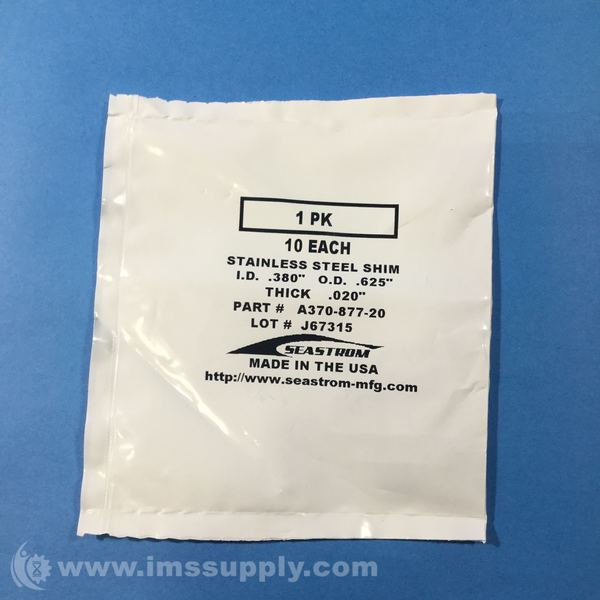 1 PK
10 EACH
STAINLESS STEEL SHIM
I.D. .380" O.D. .625"
THICK .020"
PART # A370-877-20
LOT # J67315
SEASTROM
MADE IN THE USA
http://www.seastrom-mfg.com
www.imssupply.com